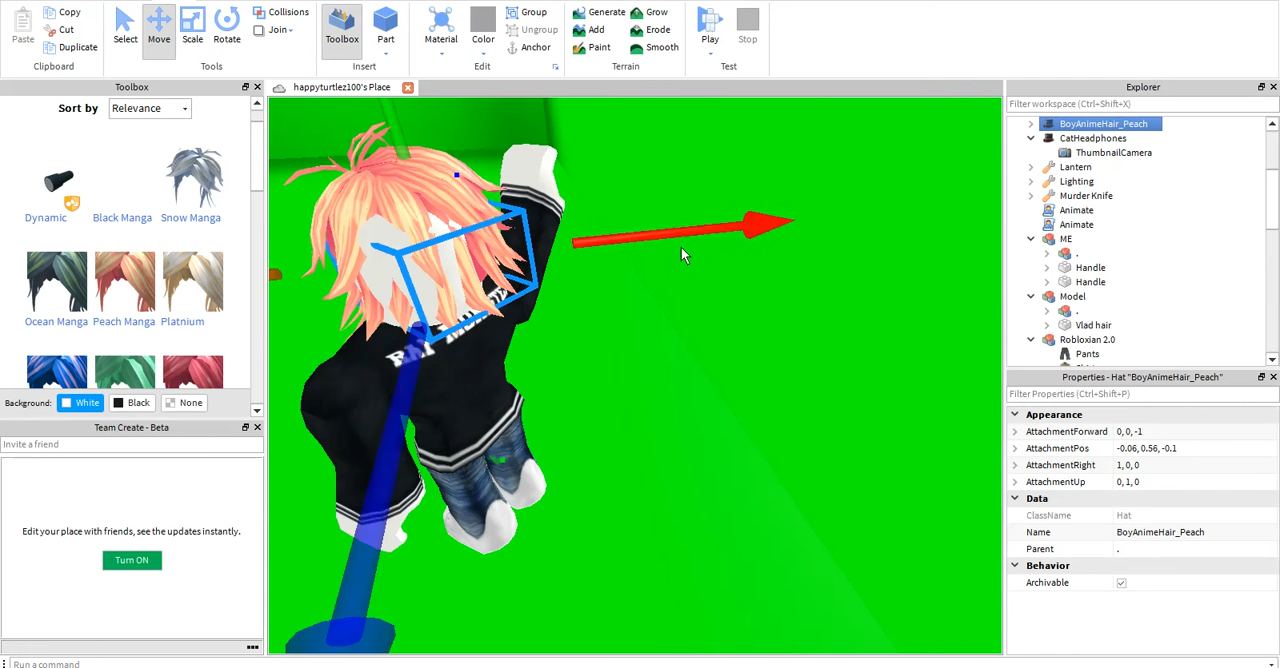 Paste
Copy
Cut
Duplicate
Clipboard
Select
Move
Scale
Rotate
Collisions
Join
Tools
Toolbox
Part
Insert
Material
Color
Group
Ungroup
Anchor
Edit
Generate
Grow
Add
Erode
Paint
Smooth
Terrain
Play
Stop
Test
Toolbox
Sort by
Relevance
Dynamic
Black Manga
Snow Manga
Ocean Manga
Peach Manga
Platnium
Background:
White
Black
None
Team Create - Beta
Invite a friend
Edit your place with friends, see the updates instantly.
Turn ON
Run a command
happyturtlez100's Place
Explorer
Filter workspace (Ctrl+Shift+X)
BoyAnimeHair_Peach
CatHeadphones
ThumbnailCamera
Lantern
Lighting
Murder Knife
Animate
Animate
ME
.
Handle
Handle
Model
.
Vlad hair
Robloxian 2.0
Pants
Properties - Hat "BoyAnimeHair_Peach"
Filter Properties (Ctrl+Shift+P)
Appearance
AttachmentForward 0, 0, -1
AttachmentPos -0.06, 0.56, -0.1
AttachmentRight 1, 0, 0
AttachmentUp 0, 1, 0
Data
ClassName Hat
Name BoyAnimeHair_Peach
Parent .
Behavior
Archivable